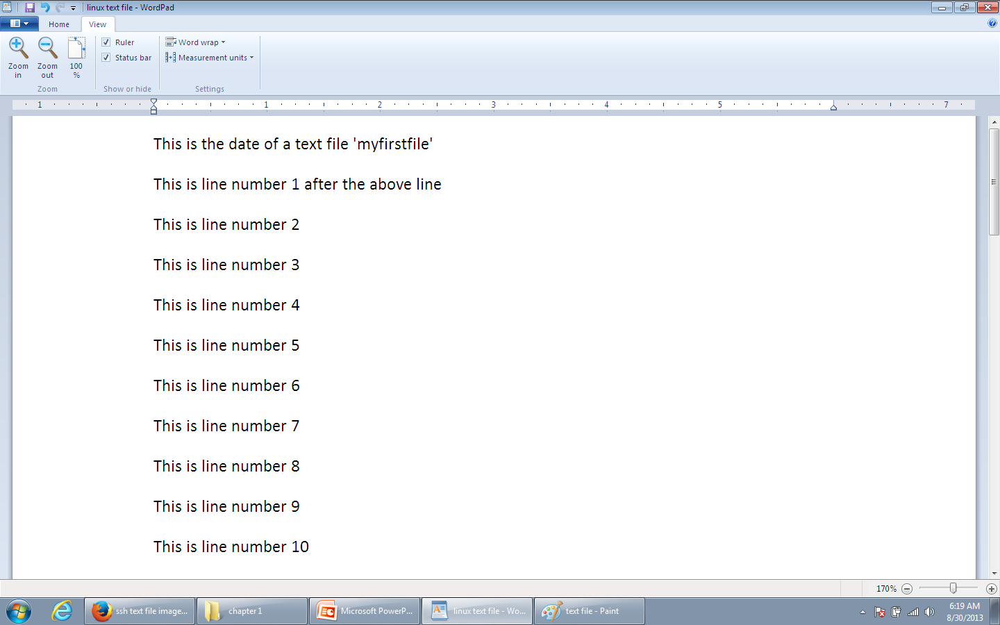 linux text file - WordPad
Home View
Zoom in
Zoom out
100 %
Zoom
Ruler
Status bar
Show or hide
Word wrap
Measurement units
Settings
1 1 2 3 4 5 7
This is the date of a text file 'myfirstfile'
This is line number 1 after the above line
This is line number 2
This is line number 3
This is line number 4
This is line number 5
This is line number 6
This is line number 7
This is line number 8
This is line number 9
This is line number 10
170%
ssh text file image...
chapter 1
Microsoft PowerP...
linux text file - Wo...
text file - Paint
6:19 AM
8/30/2013